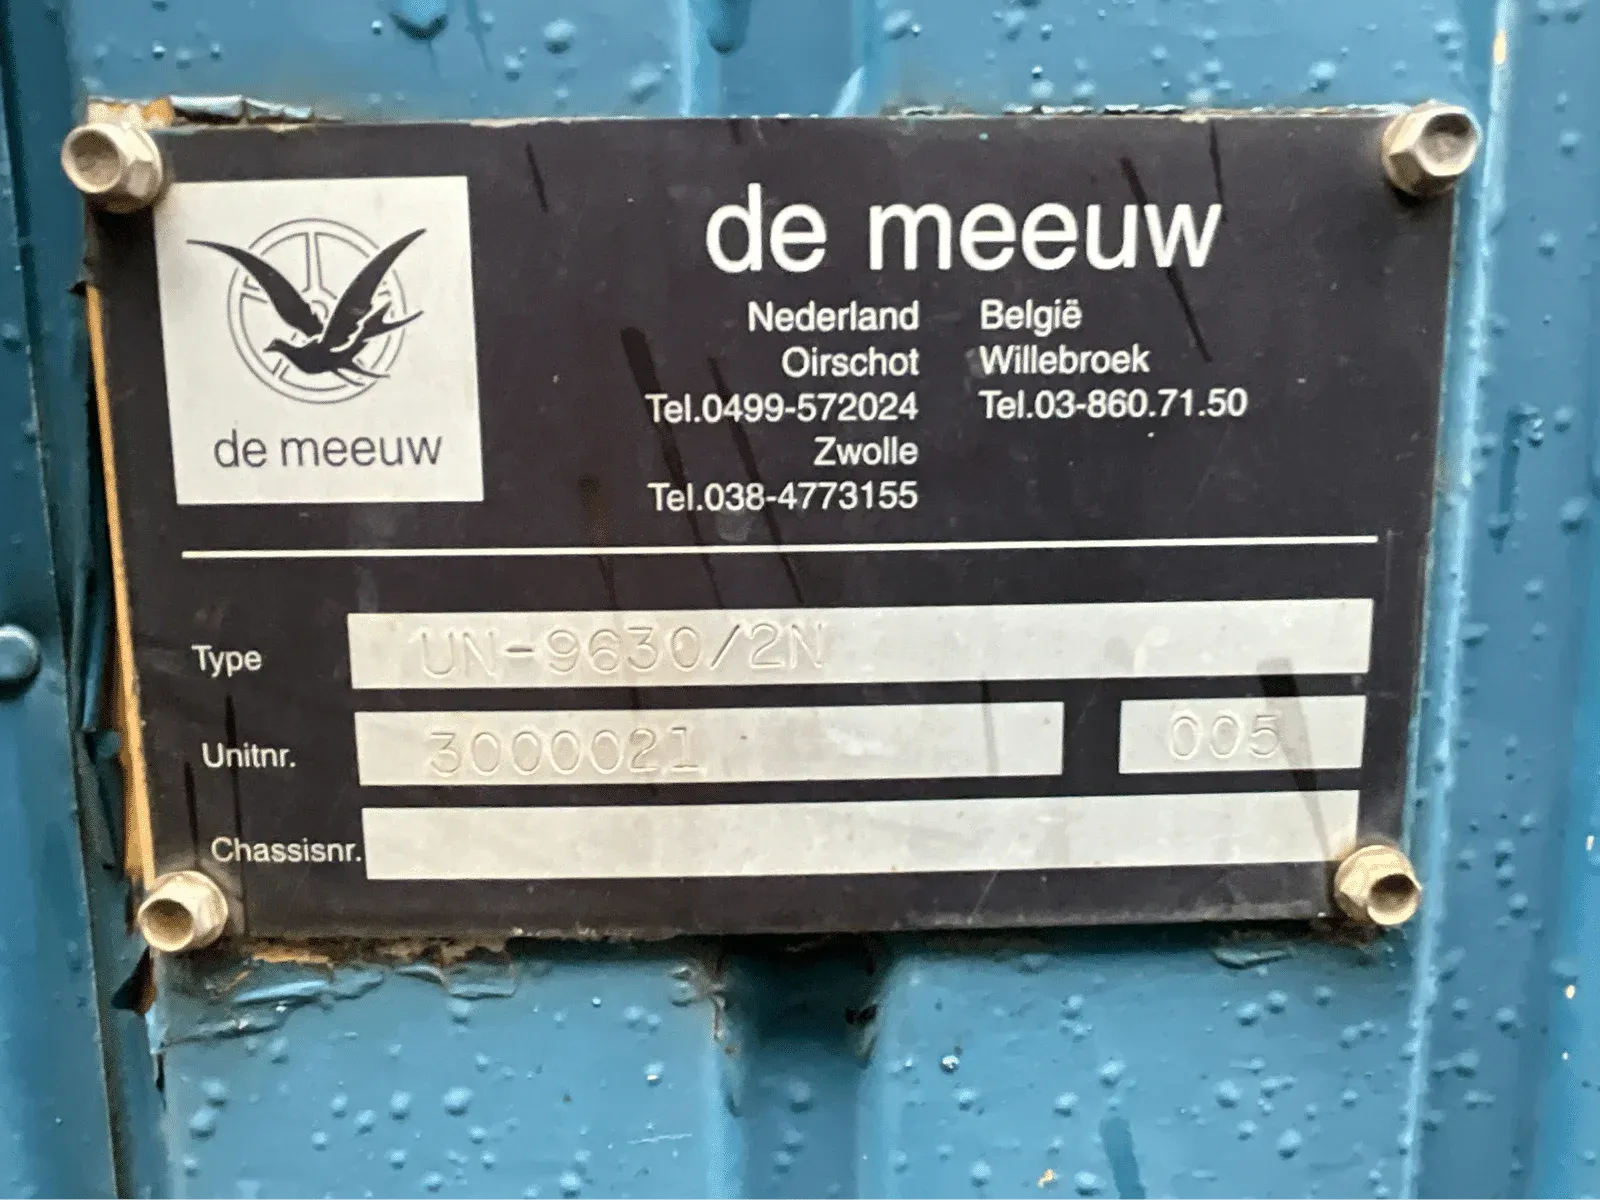 de meeuw
de meeuw
Nederland
Oirschot
Tel.0499-572024
Zwolle
Tel.038-4773155
België
Willebroek
Tel.03-860.71.50
Type UN-9630/2N
Unitnr. 3000021 005
Chassisnr.